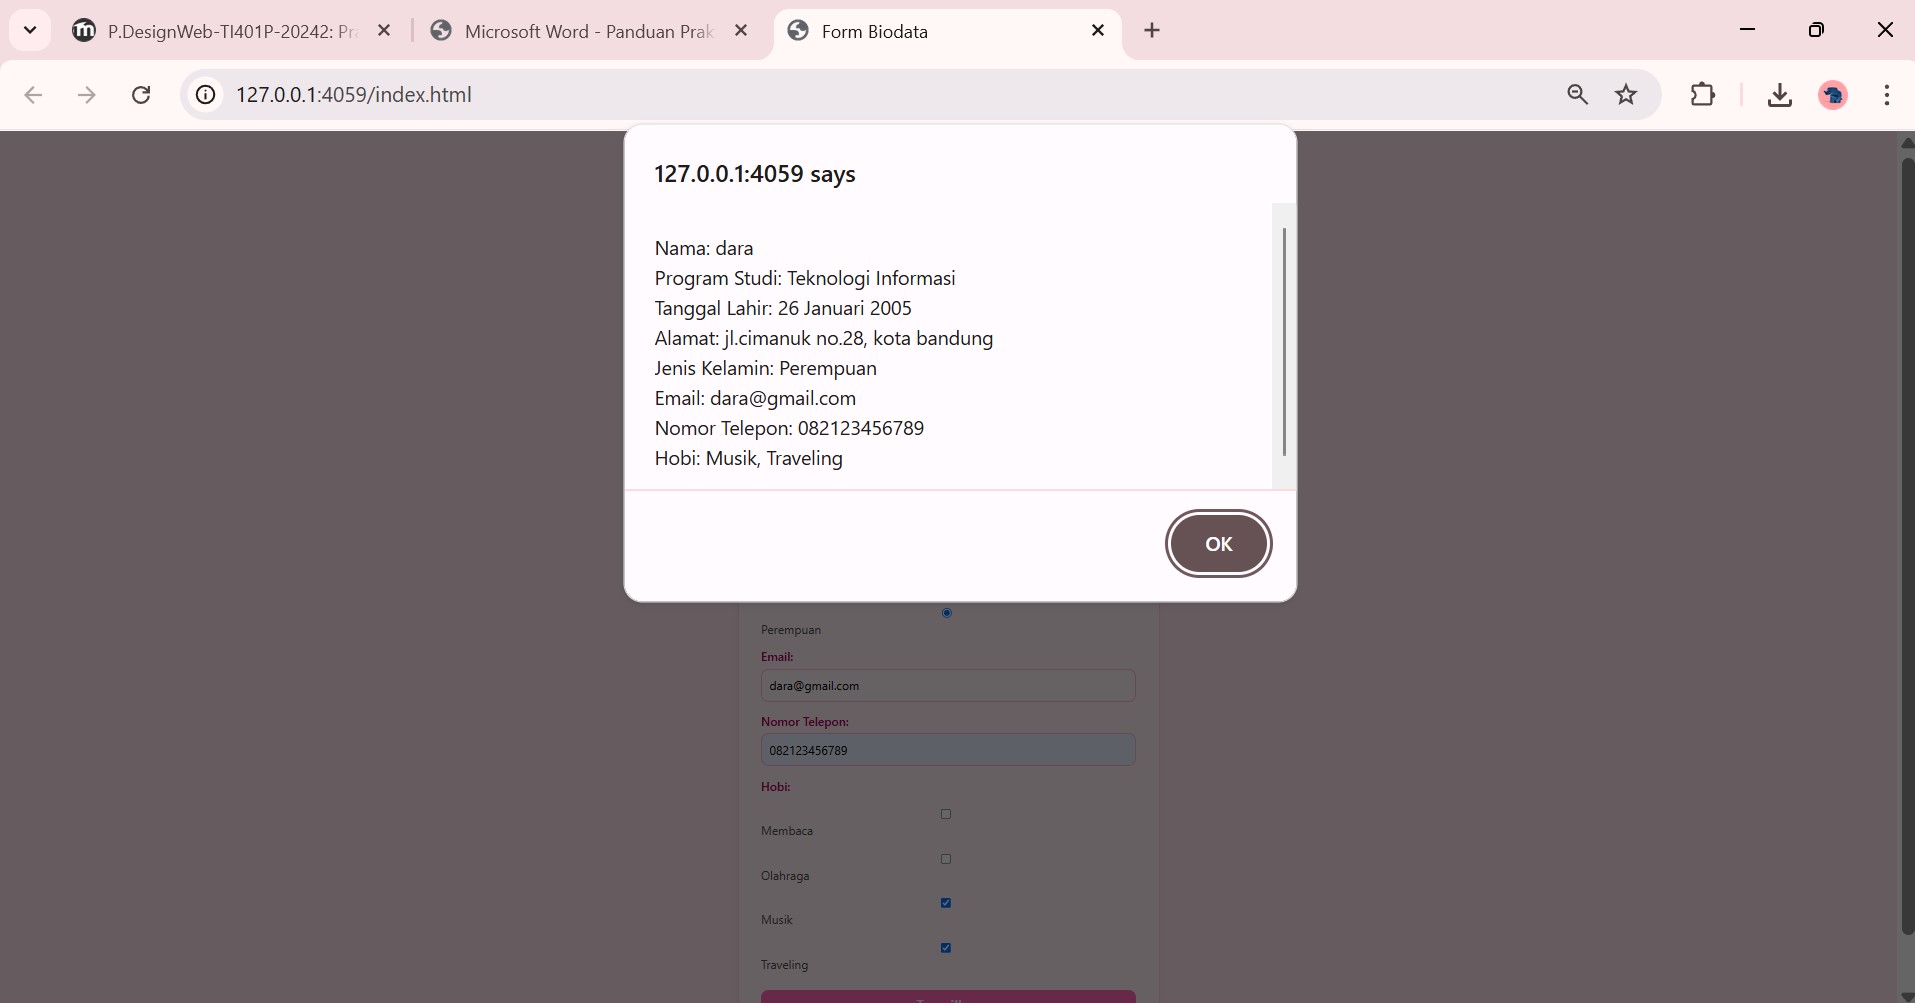 P.DesignWeb-TI401P-20242: Pra
Microsoft Word - Panduan Prak
Form Biodata
127.0.0.1:4059/index.html
127.0.0.1:4059 says
Nama: dara
Program Studi: Teknologi Informasi
Tanggal Lahir: 26 Januari 2005
Alamat: jl.cimanuk no.28, kota bandung
Jenis Kelamin: Perempuan
Email: dara@gmail.com
Nomor Telepon: 082123456789
Hobi: Musik, Traveling
OK
Perempuan
Email:
dara@gmail.com
Nomor Telepon:
082123456789
Hobi:
Membaca
Olahraga
Musik
Traveling